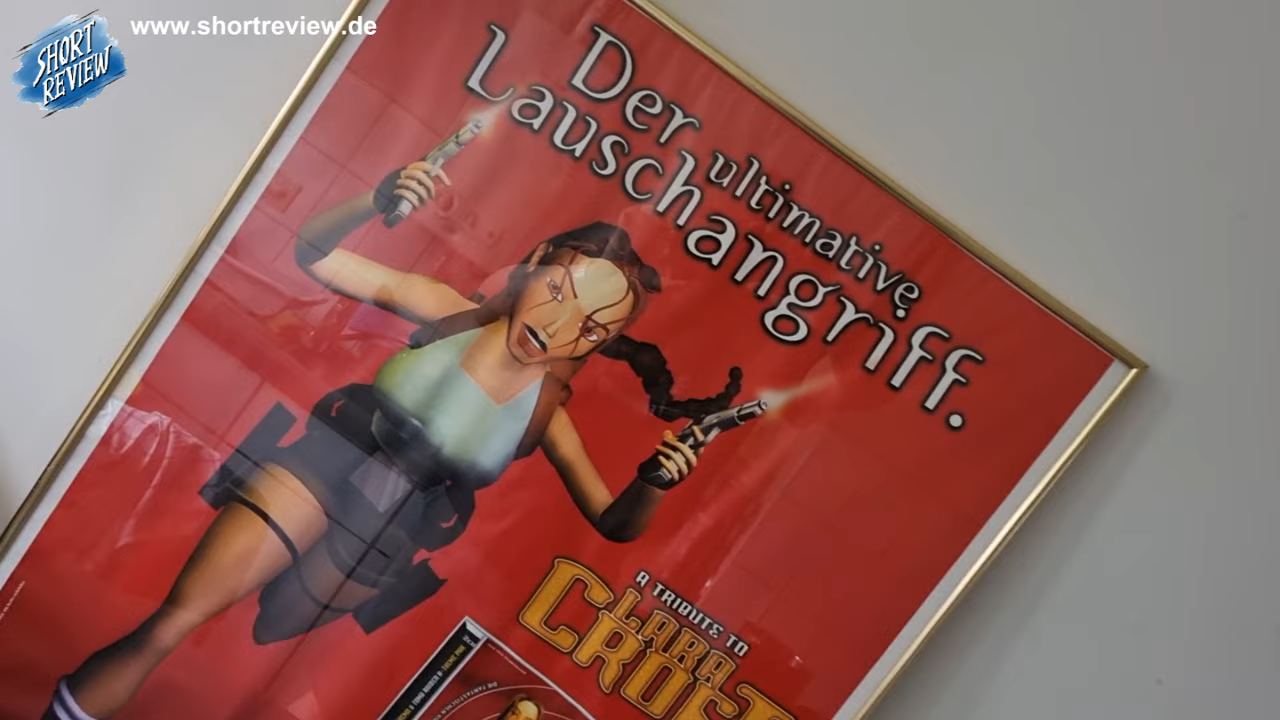 SHORT
REVIEW
www.shortreview.de
Der ultimative
Lauschangriff.
A TRIBUTE TO
LARA
CROFT